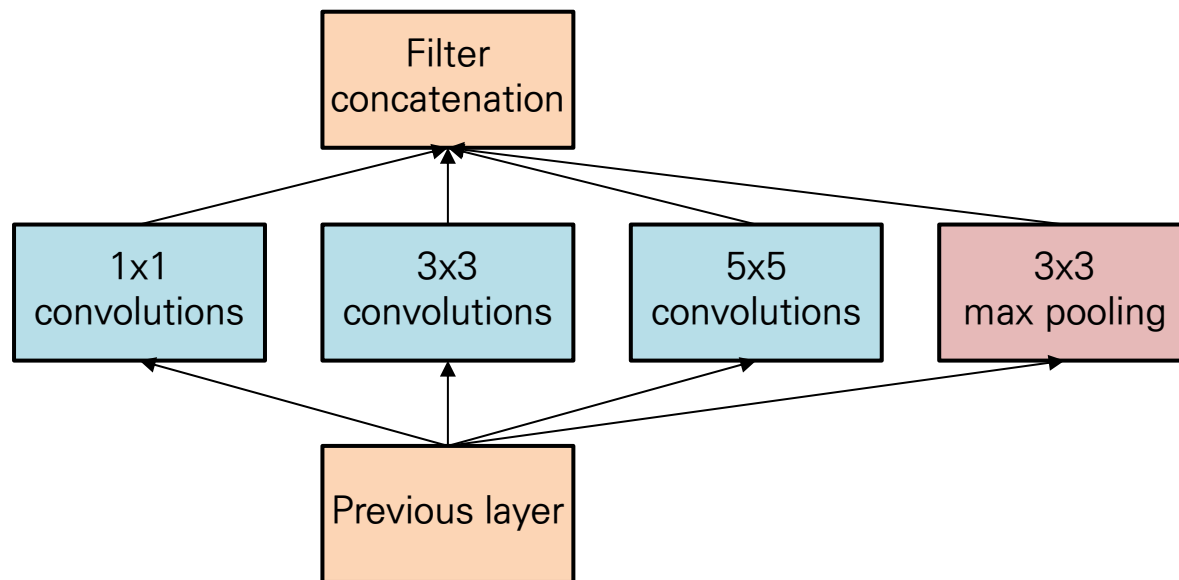 Filter
concatenation
1x1
convolutions
3x3
convolutions
5x5
convolutions
3x3
max pooling
Previous layer